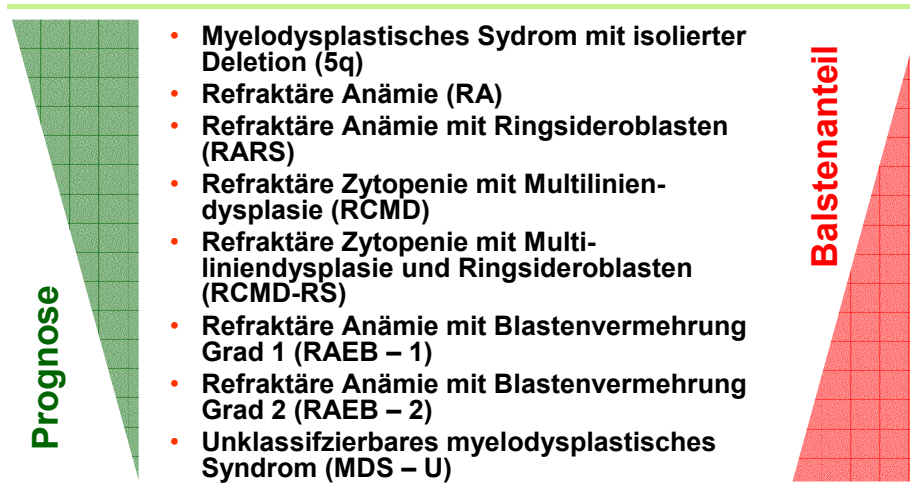 • Myelodysplastisches Sydrom mit isolierter
Deletion (5q)
• Refraktäre Anämie (RA)
• Refraktäre Anämie mit Ringsideroblasten
(RARS)
• Refraktäre Zytopenie mit Multilinien-
dysplasie (RCMD)
• Refraktäre Zytopenie mit Multi-
liniendysplasie und Ringsideroblasten
(RCMD-RS)
• Refraktäre Anämie mit Blastenvermehrung
Grad 1 (RAEB – 1)
• Refraktäre Anämie mit Blastenvermehrung
Grad 2 (RAEB – 2)
• Unklassifzierbares myelodysplastisches
Syndrom (MDS – U)
Prognose
Balstenanteil